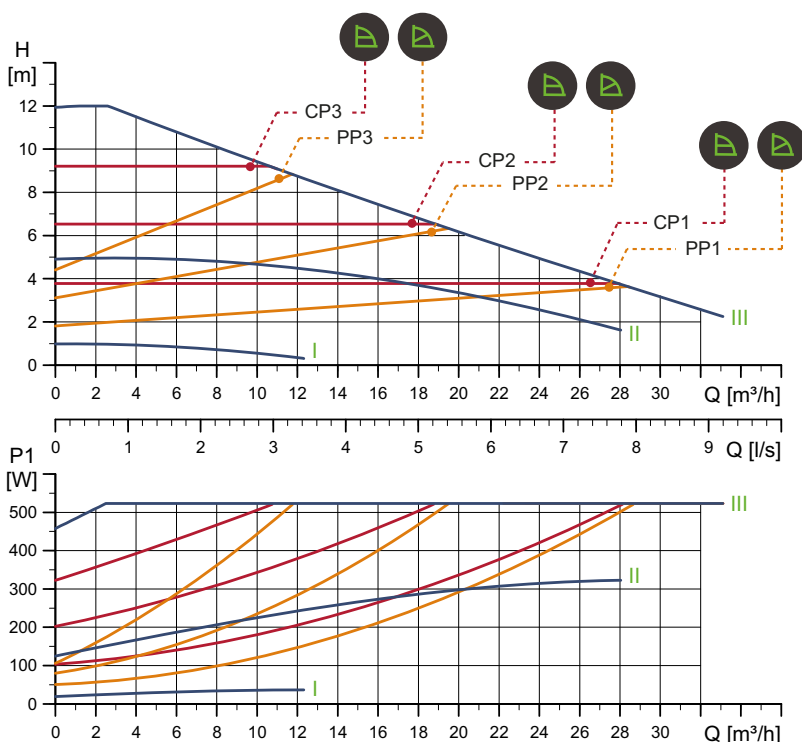 H
[m]
12
10
8
6
4
2
0
CP3
PP3
CP2
PP2
CP1
PP1
III
II
I
0 2 4 6 8 10 12 14 16 18 20 22 24 26 28 30 Q [m³/h]
0 1 2 3 4 5 6 7 8 9 Q [l/s]
P1
[W]
500
400
300
200
100
0
III
II
I
0 2 4 6 8 10 12 14 16 18 20 22 24 26 28 30 Q [m³/h]